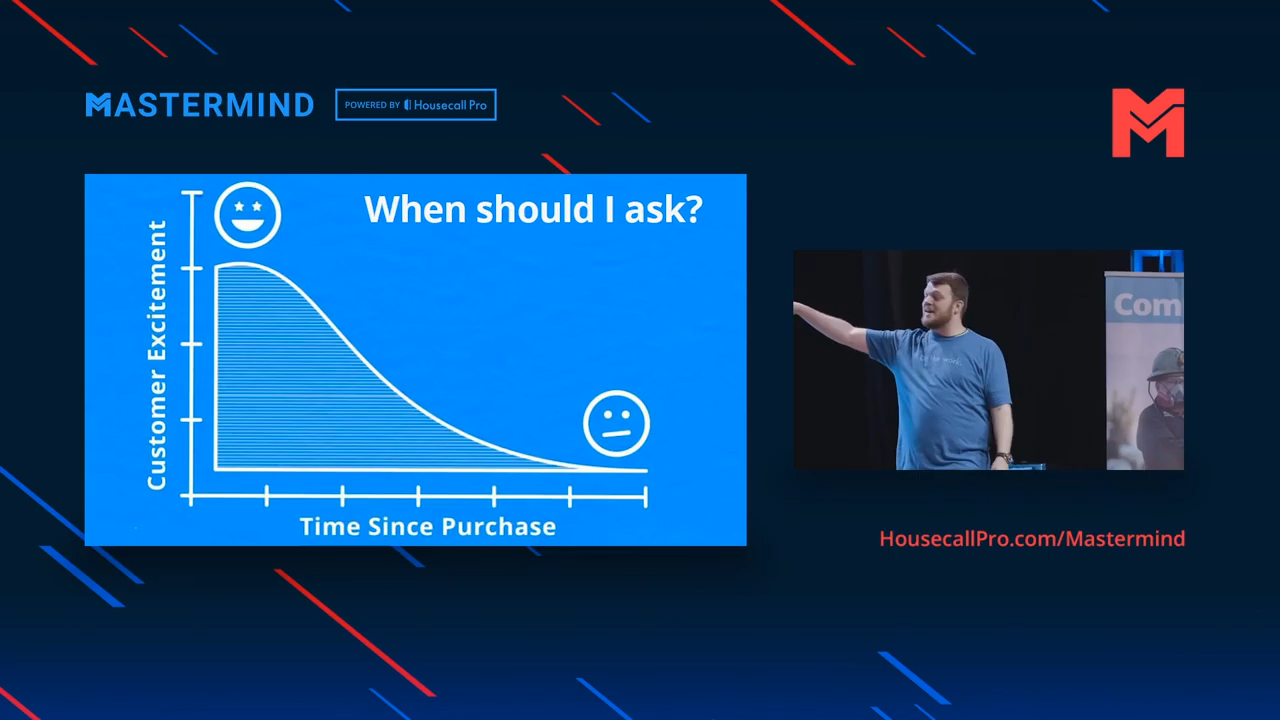 MASTERMIND
POWERED BY Housecall Pro
When should I ask?
Customer Excitement
Time Since Purchase
Com
HousecallPro.com/Mastermind